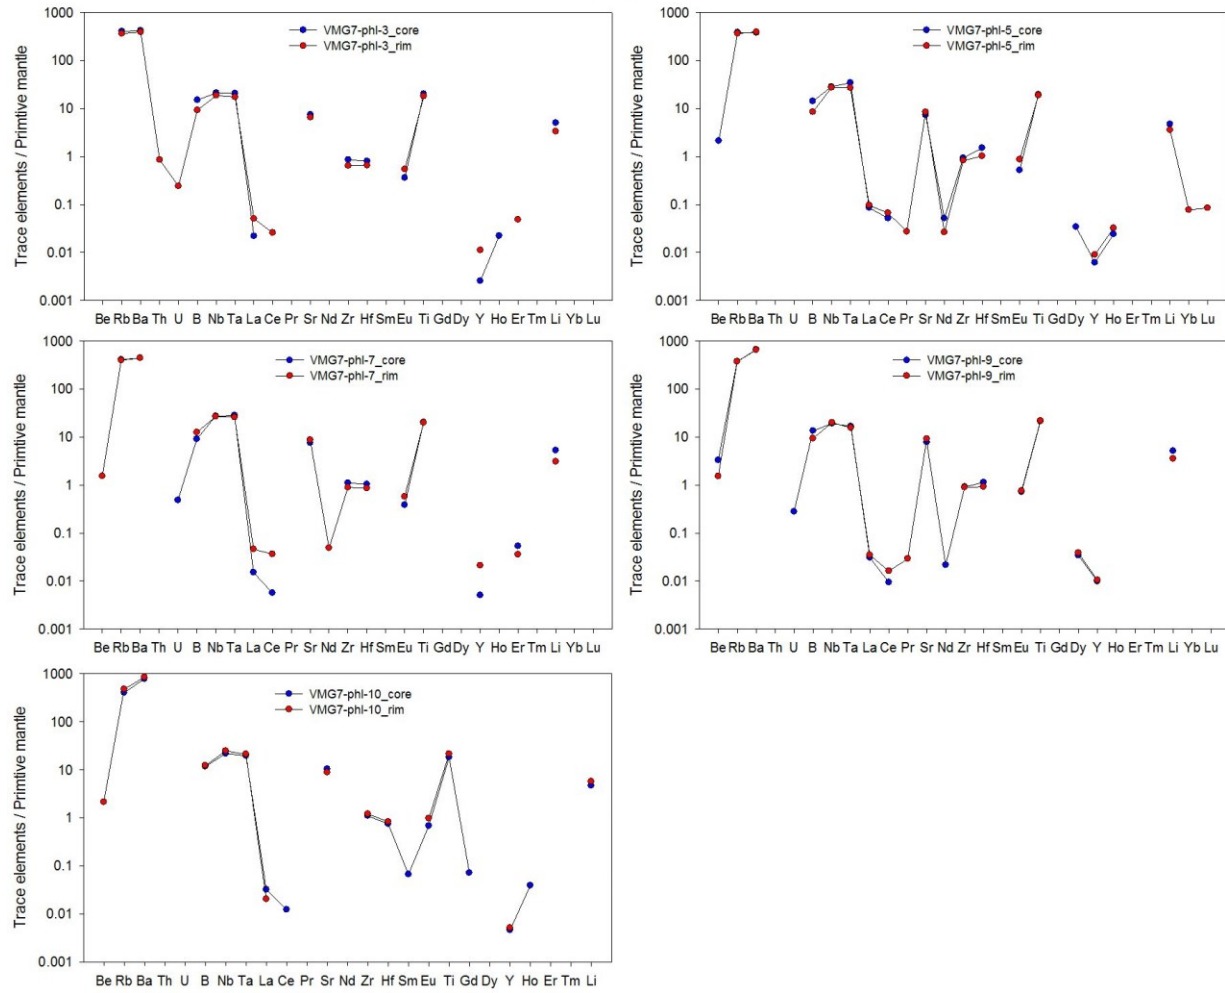 Trace elements / Primtive mantle
1000
100
10
1
0.1
0.01
0.001
VMG7-phl-3_core
VMG7-phl-3_rim
Be Rb Ba Th U B Nb Ta La Ce Pr Sr Nd Zr Hf Sm Eu Ti Gd Dy Y Ho Er Tm Li Yb Lu
Trace elements / Primtive mantle
1000
100
10
1
0.1
0.01
0.001
VMG7-phl-5_core
VMG7-phl-5_rim
Be Rb Ba Th U B Nb Ta La Ce Pr Sr Nd Zr Hf Sm Eu Ti Gd Dy Y Ho Er Tm Li Yb Lu
Trace elements / Primtive mantle
1000
100
10
1
0.1
0.01
0.001
VMG7-phl-7_core
VMG7-phl-7_rim
Be Rb Ba Th U B Nb Ta La Ce Pr Sr Nd Zr Hf Sm Eu Ti Gd Dy Y Ho Er Tm Li Yb Lu
Trace elements / Primtive mantle
1000
100
10
1
0.1
0.01
0.001
VMG7-phl-9_core
VMG7-phl-9_rim
Be Rb Ba Th U B Nb Ta La Ce Pr Sr Nd Zr Hf Sm Eu Ti Gd Dy Y Ho Er Tm Li Yb Lu
Trace elements / Primtive mantle
1000
100
10
1
0.1
0.01
0.001
VMG7-phl-10_core
VMG7-phl-10_rim
Be Rb Ba Th U B Nb Ta La Ce Pr Sr Nd Zr Hf Sm Eu Ti Gd Dy Y Ho Er Tm Li